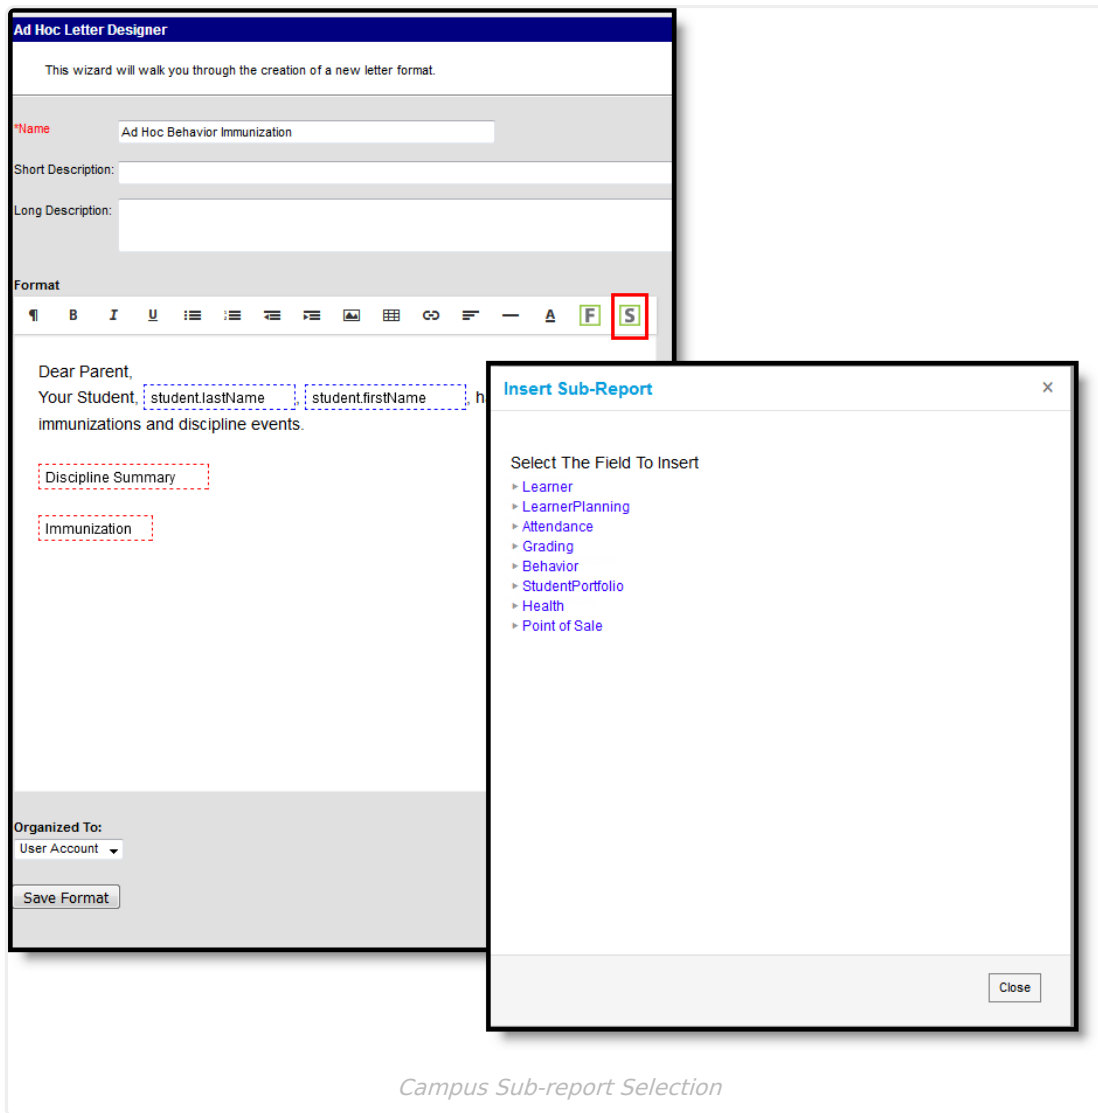 Ad Hoc Letter Designer
This wizard will walk you through the creation of a new letter format.
*Name
Ad Hoc Behavior Immunization
Short Description:
Long Description:
Format
¶ B I U A F S
Dear Parent,
Your Student, student.lastName, student.firstName, h
immunizations and discipline events.
Discipline Summary
Immunization
Organized To:
User Account
Save Format
Insert Sub-Report
×
Select The Field To Insert
Learner
LearnerPlanning
Attendance
Grading
Behavior
StudentPortfolio
Health
Point of Sale
Close
Campus Sub-report Selection